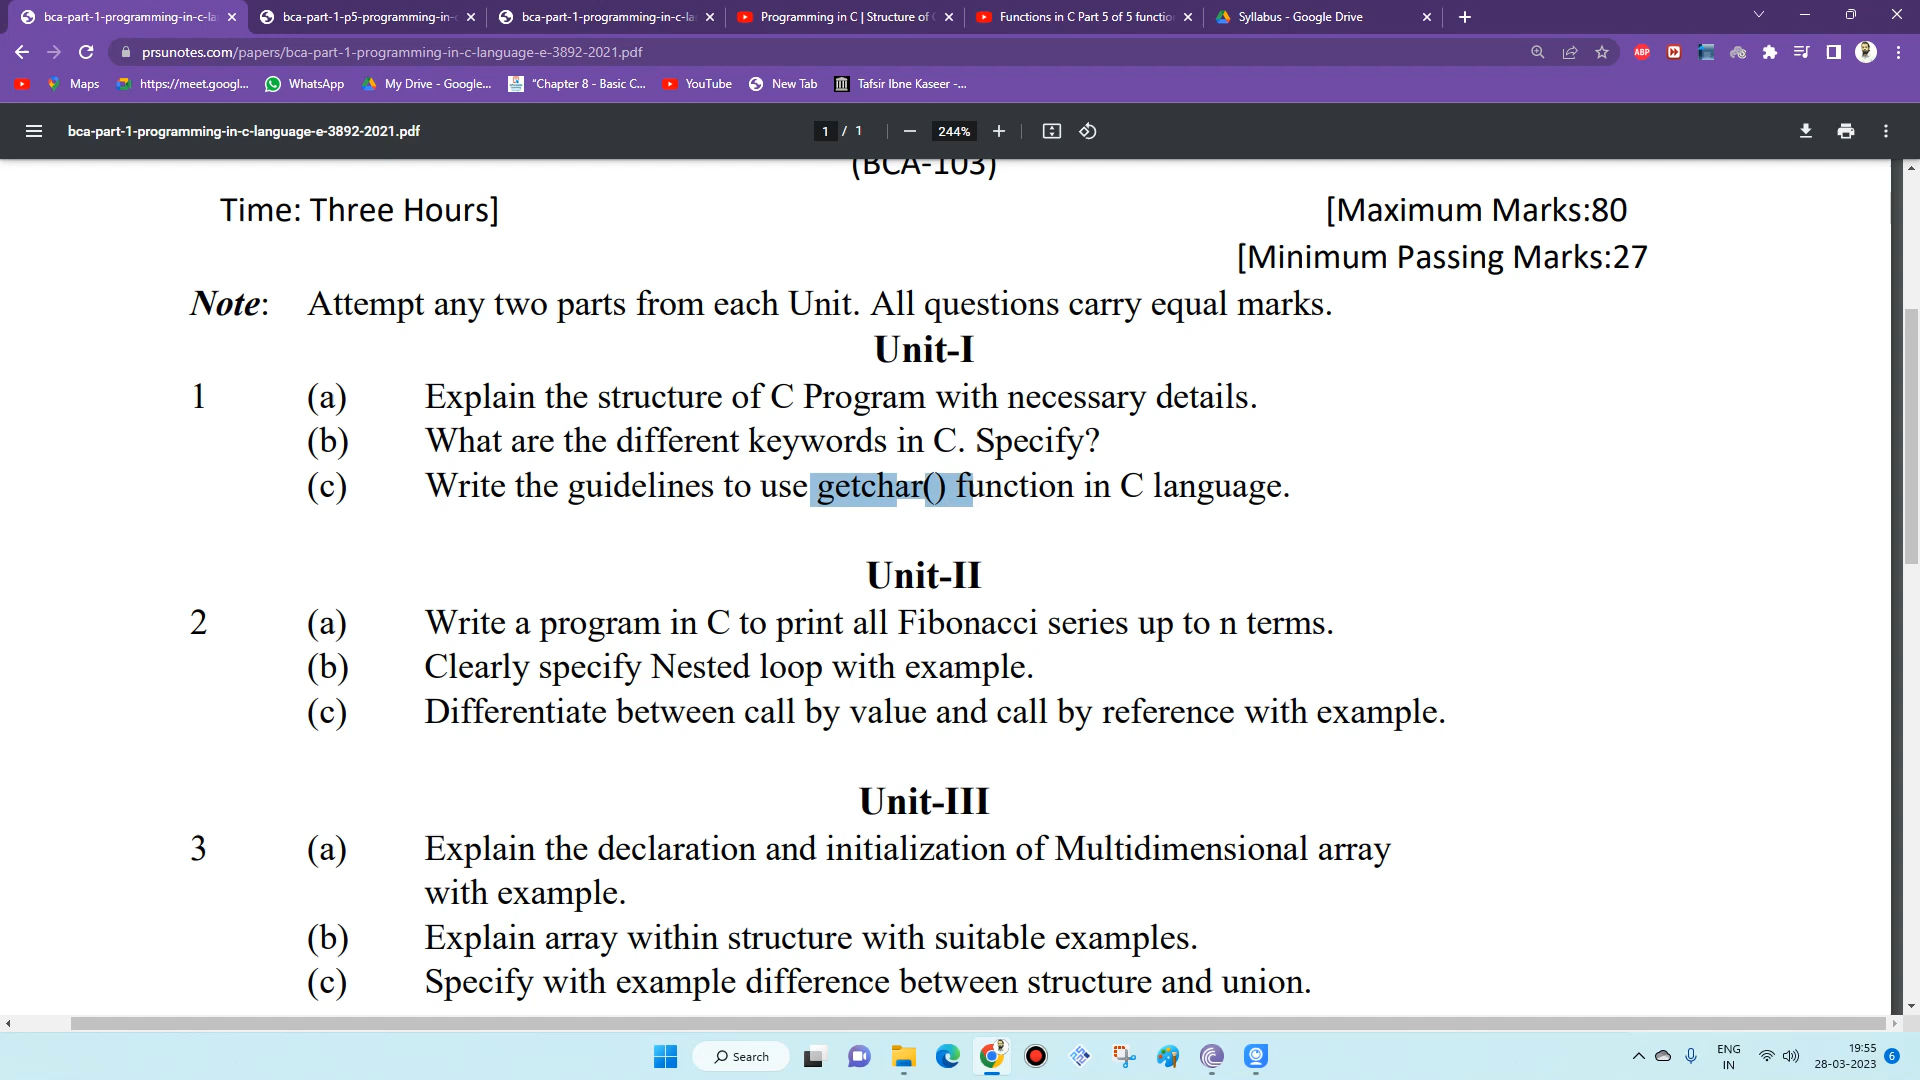 bca-part-1-programming-in-c-la
bca-part-1-p5-programming-in-c
bca-part-1-programming-in-c-la
Programming in C | Structure of C
Functions in C Part 5 of 5 functio
Syllabus - Google Drive
prsunotes.com/papers/bca-part-1-programming-in-c-language-e-3892-2021.pdf
ABP
Maps
https://meet.googl...
WhatsApp
My Drive - Google...
"Chapter 8 - Basic C...
YouTube
New Tab
Tafsir Ibne Kaseer -...
bca-part-1-programming-in-c-language-e-3892-2021.pdf
1 / 1
244%
(BCA-103)
Time: Three Hours]
[Maximum Marks:80
[Minimum Passing Marks:27
Note: Attempt any two parts from each Unit. All questions carry equal marks.
Unit-I
1 (a) Explain the structure of C Program with necessary details.
(b) What are the different keywords in C. Specify?
(c) Write the guidelines to use getchar() function in C language.
Unit-II
2 (a) Write a program in C to print all Fibonacci series up to n terms.
(b) Clearly specify Nested loop with example.
(c) Differentiate between call by value and call by reference with example.
Unit-III
3 (a) Explain the declaration and initialization of Multidimensional array
with example.
(b) Explain array within structure with suitable examples.
(c) Specify with example difference between structure and union.
Search
ENG
IN
19:55
28-03-2023
6